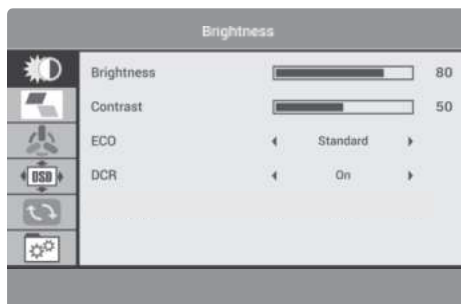 Brightness
Brightness 80
Contrast 50
ECO Standard
DCR On
OSD